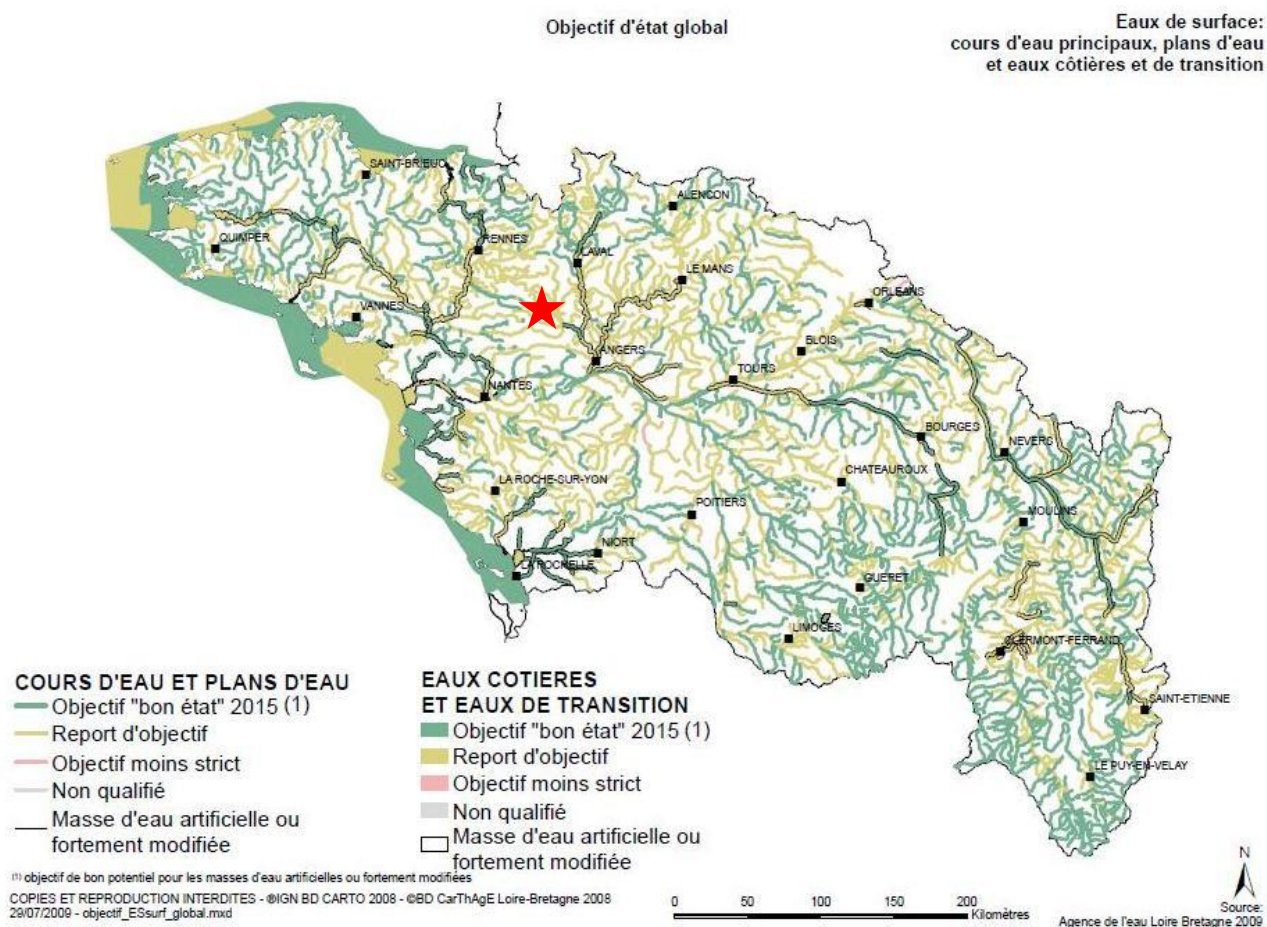 Objectif d'état global
Eaux de surface:
cours d'eau principaux, plans d'eau
et eaux côtières et de transition
SAINT-BRIEUC
ALENCON
QUIMPER
RENNES
LAVAL
LE MANS
ORLEANS
VANNES
ANGERS
BLOIS
TOURS
NANTES
BOURGES
NEVERS
CHATEAUROUX
LA ROCHE-SUR-YON
POITIERS
MOULINS
NIORT
LA ROCHELLE
GUERET
LIMOGES
CLERMONT-FERRAND
SAINT-ETIENNE
LE PUY-EN-VELAY
COURS D'EAU ET PLANS D'EAU
Objectif "bon état" 2015 (1)
Report d'objectif
Objectif moins strict
Non qualifié
Masse d'eau artificielle ou
fortement modifiée
EAUX COTIERES
ET EAUX DE TRANSITION
Objectif "bon état" 2015 (1)
Report d'objectif
Objectif moins strict
Non qualifié
Masse d'eau artificielle ou
fortement modifiée
(1) objectif de bon potentiel pour les masses d'eau artificielles ou fortement modifiées
COPIES ET REPRODUCTION INTERDITES - ©IGN BD CARTO 2008 - ©BD CarThAgE Loire-Bretagne 2008
29/07/2009 - objectif_ESsurf_global.mxd
0 50 100 150 200
Kilomètres
N
Source:
Agence de l'eau Loire Bretagne 2009